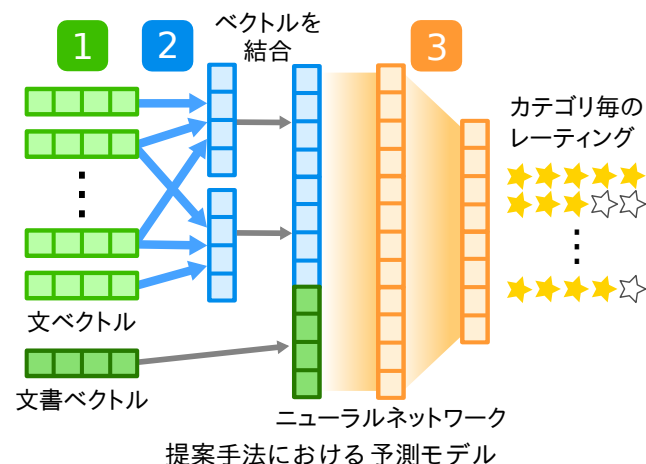 1
2
ベクトルを
結合
3
カテゴリ毎の
レーティング
文ベクトル
文書ベクトル
ニューラルネットワーク
提案手法における予測モデル